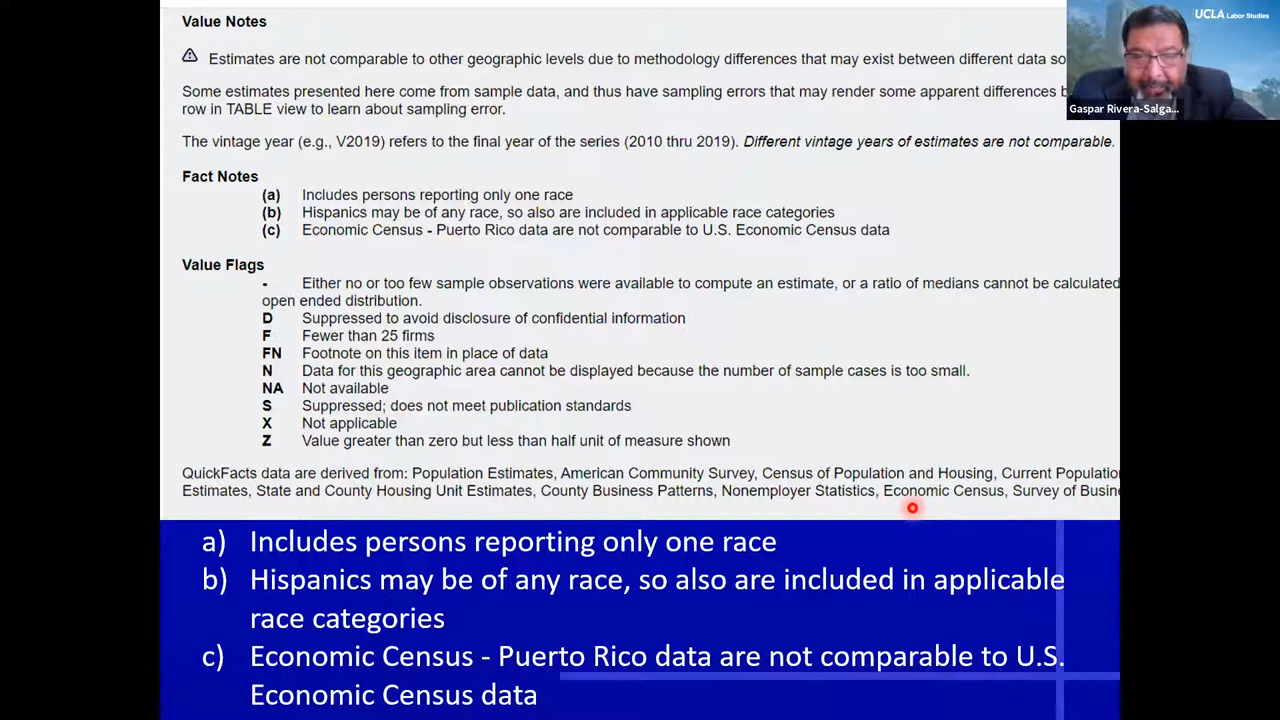 Value Notes
UCLA Labor Studies
Estimates are not comparable to other geographic levels due to methodology differences that may exist between different data so
Some estimates presented here come from sample data, and thus have sampling errors that may render some apparent differences b
row in TABLE view to learn about sampling error.
Gaspar Rivera-Salga...
The vintage year (e.g., V2019) refers to the final year of the series (2010 thru 2019). Different vintage years of estimates are not comparable.
Fact Notes
(a) Includes persons reporting only one race
(b) Hispanics may be of any race, so also are included in applicable race categories
(c) Economic Census - Puerto Rico data are not comparable to U.S. Economic Census data
Value Flags
- Either no or too few sample observations were available to compute an estimate, or a ratio of medians cannot be calculated
open ended distribution.
D Suppressed to avoid disclosure of confidential information
F Fewer than 25 firms
FN Footnote on this item in place of data
N Data for this geographic area cannot be displayed because the number of sample cases is too small.
NA Not available
S Suppressed; does not meet publication standards
X Not applicable
Z Value greater than zero but less than half unit of measure shown
QuickFacts data are derived from: Population Estimates, American Community Survey, Census of Population and Housing, Current Population
Estimates, State and County Housing Unit Estimates, County Business Patterns, Nonemployer Statistics, Economic Census, Survey of Busine
a) Includes persons reporting only one race
b) Hispanics may be of any race, so also are included in applicable
race categories
c) Economic Census - Puerto Rico data are not comparable to U.S.
Economic Census data